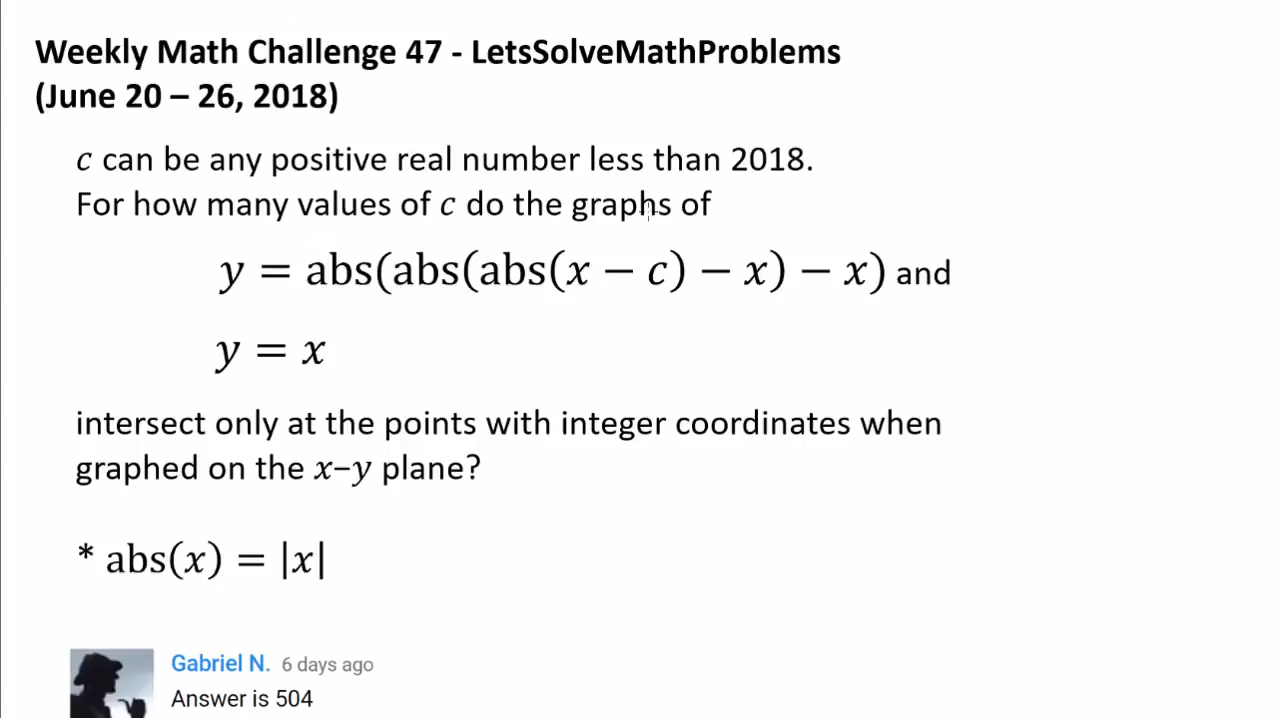 Weekly Math Challenge 47 - LetsSolveMathProblems
(June 20 – 26, 2018)
c can be any positive real number less than 2018.
For how many values of c do the graphs of
y = abs(abs(abs(x − c) − x) − x) and
y = x
intersect only at the points with integer coordinates when
graphed on the x−y plane?
* abs(x) = |x|
Gabriel N. 6 days ago
Answer is 504